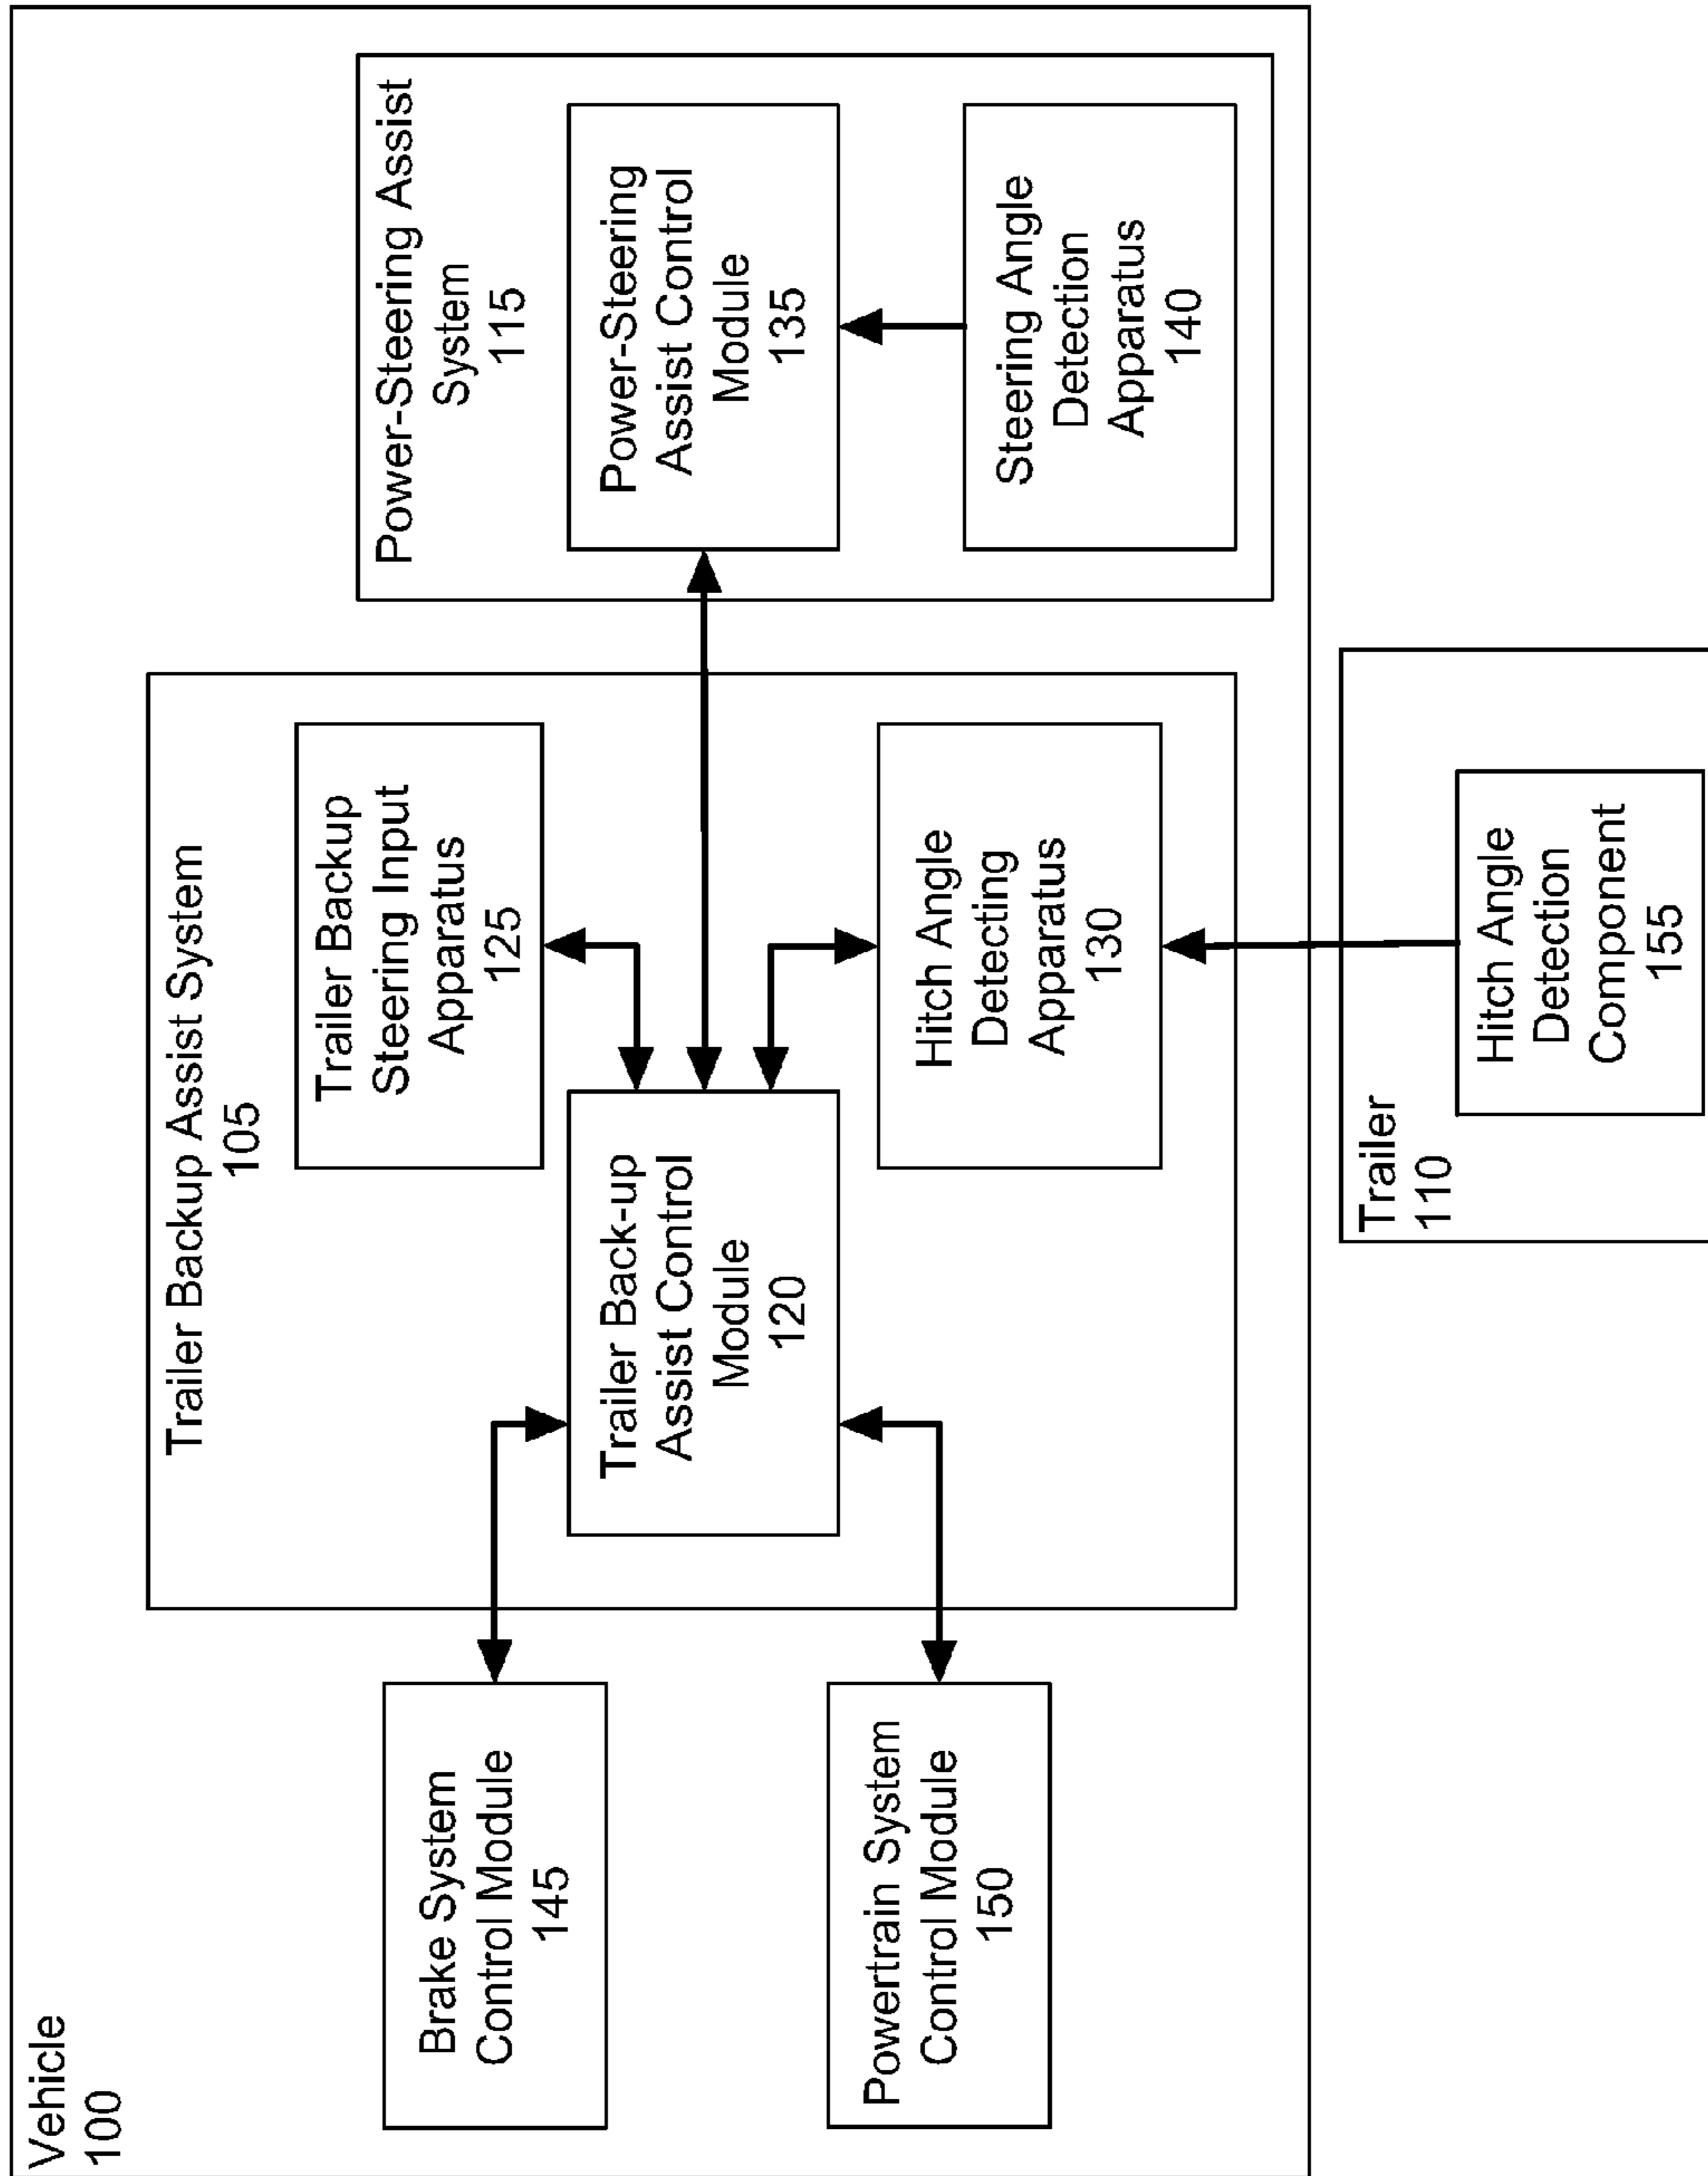 Vehicle
100
Trailer Backup Assist System
105
Power-Steering Assist
System
115
Brake System
Control Module
145
Trailer Backup
Steering Input
Apparatus
125
Trailer Back-up
Assist Control
Module
120
Power-Steering
Assist Control
Module
135
Powertrain System
Control Module
150
Hitch Angle
Detecting
Apparatus
130
Steering Angle
Detection
Apparatus
140
Trailer
110
Hitch Angle
Detection
Component
155